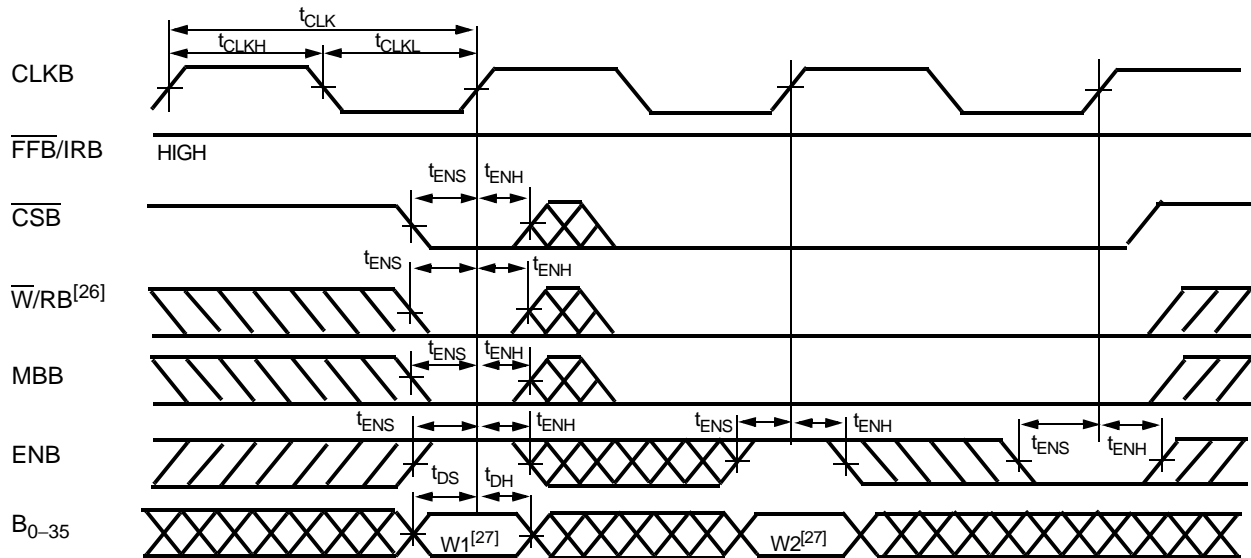 tCLK
tCLKH tCLKL
CLKB
FFB/IRB HIGH
tENS tENH
CSB
tENS tENH
W/RB[26]
tENS tENH
MBB
tENS tENH tENS tENH
ENB tENS tENH
tDS tDH
B0–35 W1[27] W2[27]